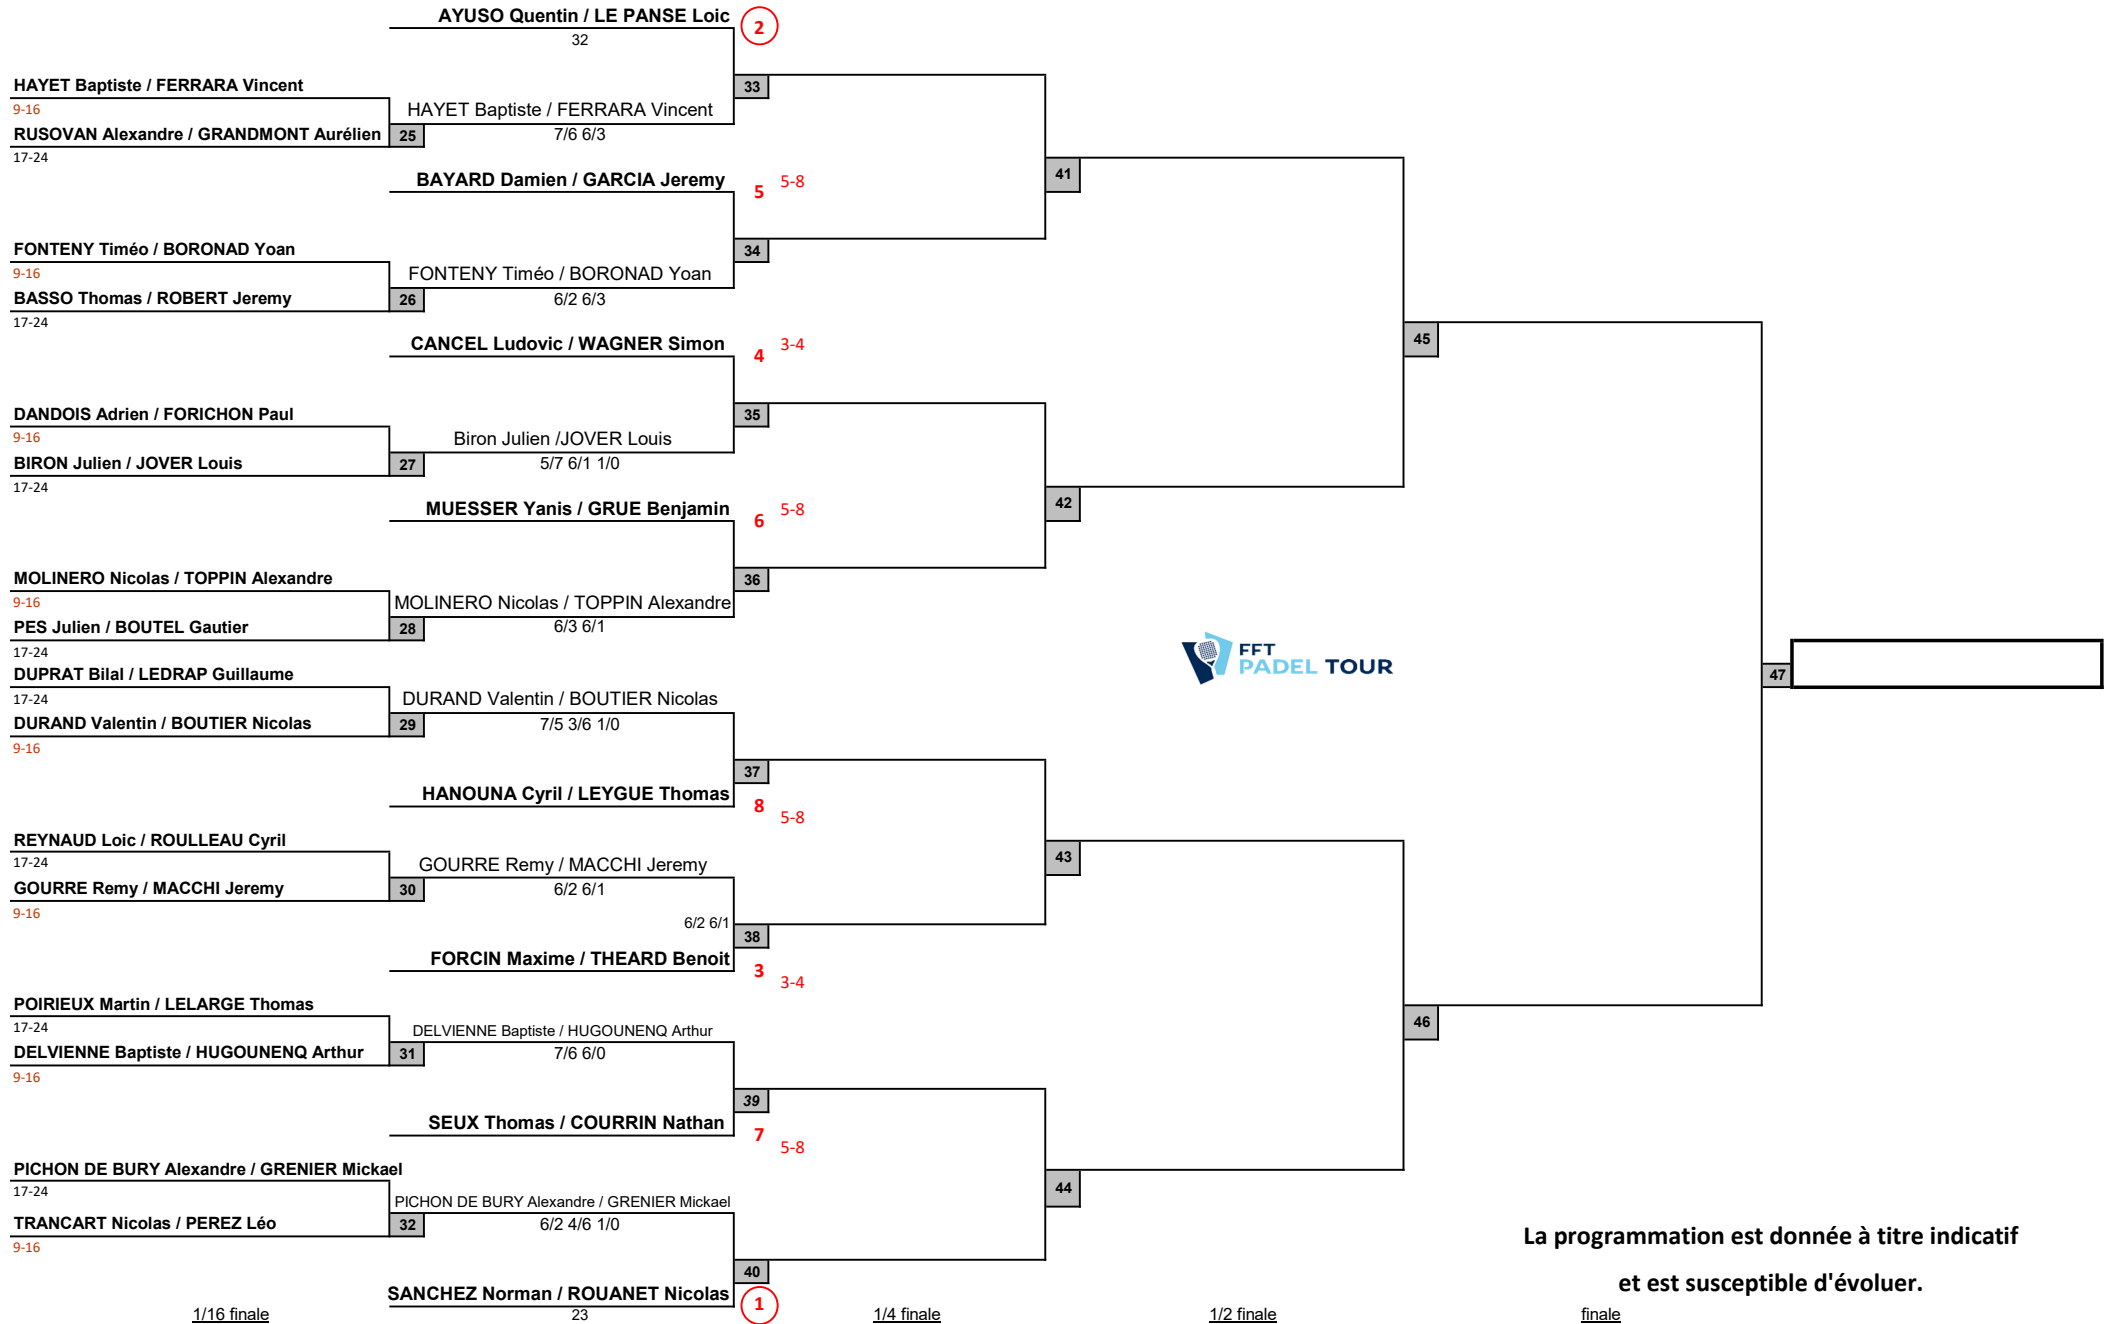 AYUSO Quentin / LE PANSE Loic
2
32
HAYET Baptiste / FERRARA Vincent
33
9-16
HAYET Baptiste / FERRARA Vincent
RUSOVAN Alexandre / GRANDMONT Aurélien
25
7/6 6/3
17-24
BAYARD Damien / GARCIA Jeremy
5
5-8
41
FONTENY Timéo / BORONAD Yoan
34
9-16
FONTENY Timéo / BORONAD Yoan
BASSO Thomas / ROBERT Jeremy
26
6/2 6/3
17-24
CANCEL Ludovic / WAGNER Simon
4
3-4
45
DANDOIS Adrien / FORICHON Paul
35
9-16
Biron Julien /JOVER Louis
BIRON Julien / JOVER Louis
27
5/7 6/1 1/0
17-24
MUESSER Yanis / GRUE Benjamin
6
5-8
42
MOLINERO Nicolas / TOPPIN Alexandre
36
9-16
MOLINERO Nicolas / TOPPIN Alexandre
PES Julien / BOUTEL Gautier
28
6/3 6/1
17-24
FFT
PADEL TOUR
47
DUPRAT Bilal / LEDRAP Guillaume
17-24
DURAND Valentin / BOUTIER Nicolas
DURAND Valentin / BOUTIER Nicolas
29
7/5 3/6 1/0
9-16
37
HANOUNA Cyril / LEYGUE Thomas
8
5-8
REYNAUD Loic / ROULLEAU Cyril
17-24
GOURRE Remy / MACCHI Jeremy
43
GOURRE Remy / MACCHI Jeremy
30
6/2 6/1
9-16
6/2 6/1
38
FORCIN Maxime / THEARD Benoit
3
3-4
POIRIEUX Martin / LELARGE Thomas
17-24
DELVIENNE Baptiste / HUGOUNENQ Arthur
46
DELVIENNE Baptiste / HUGOUNENQ Arthur
31
7/6 6/0
9-16
39
SEUX Thomas / COURRIN Nathan
7
5-8
PICHON DE BURY Alexandre / GRENIER Mickael
17-24
PICHON DE BURY Alexandre / GRENIER Mickael
44
TRANCART Nicolas / PEREZ Léo
32
6/2 4/6 1/0
9-16
La programmation est donnée à titre indicatif
et est susceptible d'évoluer.
40
SANCHEZ Norman / ROUANET Nicolas
1
23
1/16 finale
1/4 finale
1/2 finale
finale